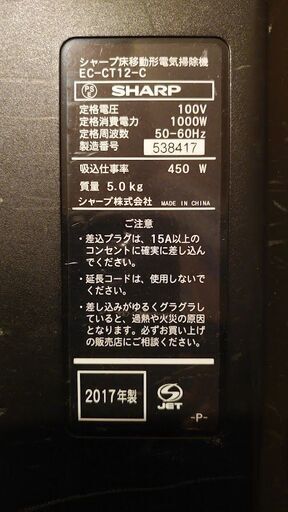 シャープ床移動形電気掃除機
EC-CT12-C
PS
E
SHARP
定格電圧 100V
定格消費電力 1000W
定格周波数 50-60Hz
製造番号 538417
吸込仕事率 450 W
質量 5.0kg
シャープ株式会社 MADE IN CHINA
ご注意
・差込プラグは、15A以上の
コンセントに確実に差し込ん
でください。
・延長コードは、使用しないで
ください。
・差し込みがゆるくグラグラ
していると、過熱や火災の原因
となります。必ずお買い上げ
の販売店にご相談ください。
2017年製
S
JET
-P-